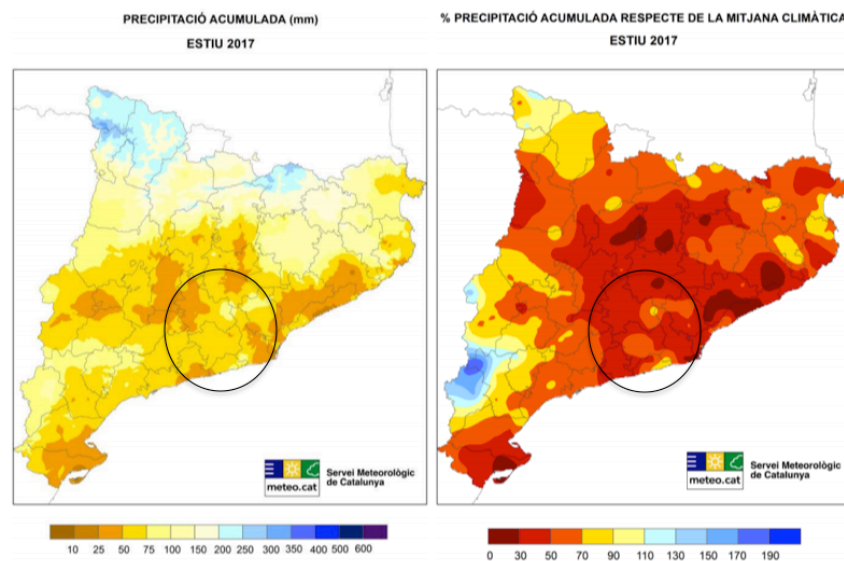 PRECIPITACIÓ ACUMULADA (mm)
ESTIU 2017
% PRECIPITACIÓ ACUMULADA RESPECTE DE LA MITJANA CLIMÀTICA
ESTIU 2017
meteo.cat
Servei Meteorològic
de Catalunya
meteo.cat
Servei Meteorològic
de Catalunya
10 25 50 75 100 150 200 250 300 350 400 500 600
0 30 50 70 90 110 130 150 170 190